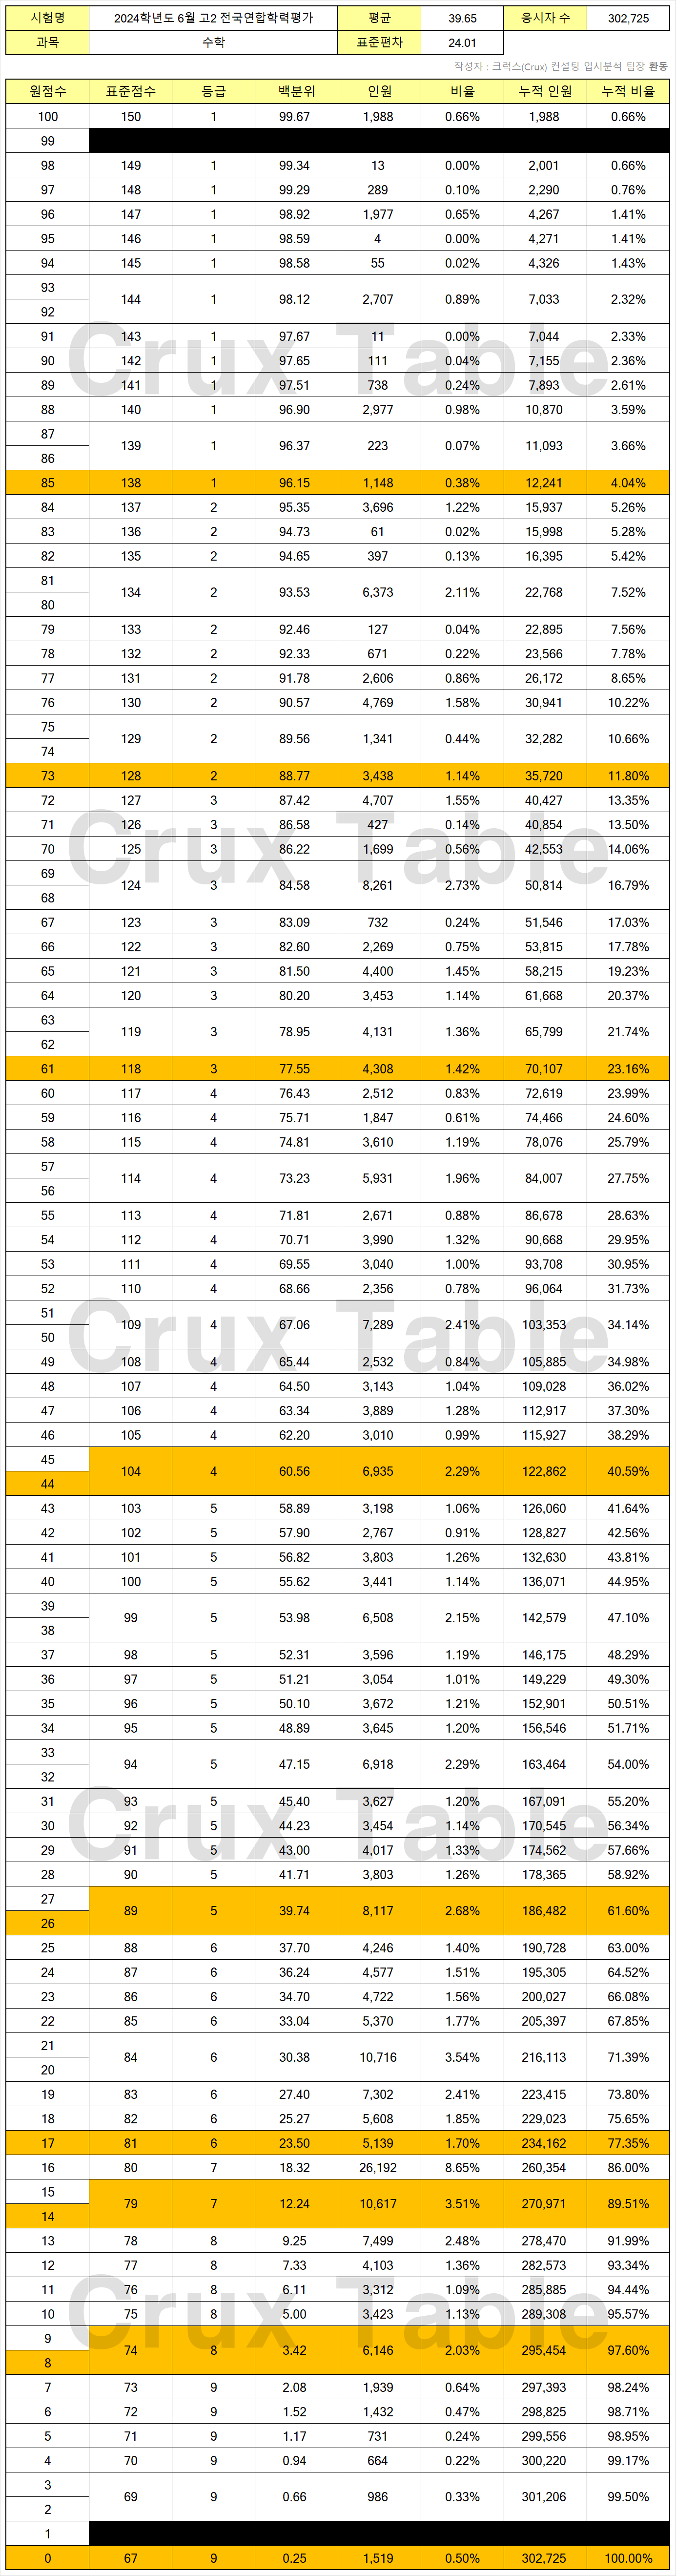 시험명 2024학년도 6월 고2 전국연합학력평가 평균 39.65 응시자 수 302,725
과목 수학 표준편차 24.01
작성자 : 크럭스(Crux) 컨설팅 입시분석 팀장 환동
원점수 표준점수 등급 백분위 인원 비율 누적 인원 누적 비율
100 150 1 99.67 1,988 0.66% 1,988 0.66%
99
98 149 1 99.34 13 0.00% 2,001 0.66%
97 148 1 99.29 289 0.10% 2,290 0.76%
96 147 1 98.92 1,977 0.65% 4,267 1.41%
95 146 1 98.59 4 0.00% 4,271 1.41%
94 145 1 98.58 55 0.02% 4,326 1.43%
93
144 1 98.12 2,707 0.89% 7,033 2.32%
92
91 143 1 97.67 11 0.00% 7,044 2.33%
Crux Table
90 142 1 97.65 111 0.04% 7,155 2.36%
89 141 1 97.51 738 0.24% 7,893 2.61%
88 140 1 96.90 2,977 0.98% 10,870 3.59%
87
139 1 96.37 223 0.07% 11,093 3.66%
86
85 138 1 96.15 1,148 0.38% 12,241 4.04%
84 137 2 95.35 3,696 1.22% 15,937 5.26%
83 136 2 94.73 61 0.02% 15,998 5.28%
82 135 2 94.65 397 0.13% 16,395 5.42%
81
134 2 93.53 6,373 2.11% 22,768 7.52%
80
79 133 2 92.46 127 0.04% 22,895 7.56%
78 132 2 92.33 671 0.22% 23,566 7.78%
77 131 2 91.78 2,606 0.86% 26,172 8.65%
76 130 2 90.57 4,769 1.58% 30,941 10.22%
75
129 2 89.56 1,341 0.44% 32,282 10.66%
74
73 128 2 88.77 3,438 1.14% 35,720 11.80%
72 127 3 87.42 4,707 1.55% 40,427 13.35%
71 126 3 86.58 427 0.14% 40,854 13.50%
Crux Table
70 125 3 86.22 1,699 0.56% 42,553 14.06%
69
124 3 84.58 8,261 2.73% 50,814 16.79%
68
67 123 3 83.09 732 0.24% 51,546 17.03%
66 122 3 82.60 2,269 0.75% 53,815 17.78%
65 121 3 81.50 4,400 1.45% 58,215 19.23%
64 120 3 80.20 3,453 1.14% 61,668 20.37%
63
119 3 78.95 4,131 1.36% 65,799 21.74%
62
61 118 3 77.55 4,308 1.42% 70,107 23.16%
60 117 4 76.43 2,512 0.83% 72,619 23.99%
59 116 4 75.71 1,847 0.61% 74,466 24.60%
58 115 4 74.81 3,610 1.19% 78,076 25.79%
57
114 4 73.23 5,931 1.96% 84,007 27.75%
56
55 113 4 71.81 2,671 0.88% 86,678 28.63%
54 112 4 70.71 3,990 1.32% 90,668 29.95%
53 111 4 69.55 3,040 1.00% 93,708 30.95%
52 110 4 68.66 2,356 0.78% 96,064 31.73%
51
109 4 67.06 7,289 2.41% 103,353 34.14%
Crux Table
50
49 108 4 65.44 2,532 0.84% 105,885 34.98%
48 107 4 64.50 3,143 1.04% 109,028 36.02%
47 106 4 63.34 3,889 1.28% 112,917 37.30%
46 105 4 62.20 3,010 0.99% 115,927 38.29%
45
104 4 60.56 6,935 2.29% 122,862 40.59%
44
43 103 5 58.89 3,198 1.06% 126,060 41.64%
42 102 5 57.90 2,767 0.91% 128,827 42.56%
41 101 5 56.82 3,803 1.26% 132,630 43.81%
40 100 5 55.62 3,441 1.14% 136,071 44.95%
39
99 5 53.98 6,508 2.15% 142,579 47.10%
38
37 98 5 52.31 3,596 1.19% 146,175 48.29%
36 97 5 51.21 3,054 1.01% 149,229 49.30%
35 96 5 50.10 3,672 1.21% 152,901 50.51%
34 95 5 48.89 3,645 1.20% 156,546 51.71%
33
94 5 47.15 6,918 2.29% 163,464 54.00%
32
31 93 5 45.40 3,627 1.20% 167,091 55.20%
Crux Table
30 92 5 44.23 3,454 1.14% 170,545 56.34%
29 91 5 43.00 4,017 1.33% 174,562 57.66%
28 90 5 41.71 3,803 1.26% 178,365 58.92%
27
89 5 39.74 8,117 2.68% 186,482 61.60%
26
25 88 6 37.70 4,246 1.40% 190,728 63.00%
24 87 6 36.24 4,577 1.51% 195,305 64.52%
23 86 6 34.70 4,722 1.56% 200,027 66.08%
22 85 6 33.04 5,370 1.77% 205,397 67.85%
21
84 6 30.38 10,716 3.54% 216,113 71.39%
20
19 83 6 27.40 7,302 2.41% 223,415 73.80%
18 82 6 25.27 5,608 1.85% 229,023 75.65%
17 81 6 23.50 5,139 1.70% 234,162 77.35%
16 80 7 18.32 26,192 8.65% 260,354 86.00%
15
79 7 12.24 10,617 3.51% 270,971 89.51%
14
13 78 8 9.25 7,499 2.48% 278,470 91.99%
12 77 8 7.33 4,103 1.36% 282,573 93.34%
11 76 8 6.11 3,312 1.09% 285,885 94.44%
Crux Table
10 75 8 5.00 3,423 1.13% 289,308 95.57%
9
74 8 3.42 6,146 2.03% 295,454 97.60%
8
7 73 9 2.08 1,939 0.64% 297,393 98.24%
6 72 9 1.52 1,432 0.47% 298,825 98.71%
5 71 9 1.17 731 0.24% 299,556 98.95%
4 70 9 0.94 664 0.22% 300,220 99.17%
3
69 9 0.66 986 0.33% 301,206 99.50%
2
1
0 67 9 0.25 1,519 0.50% 302,725 100.00%